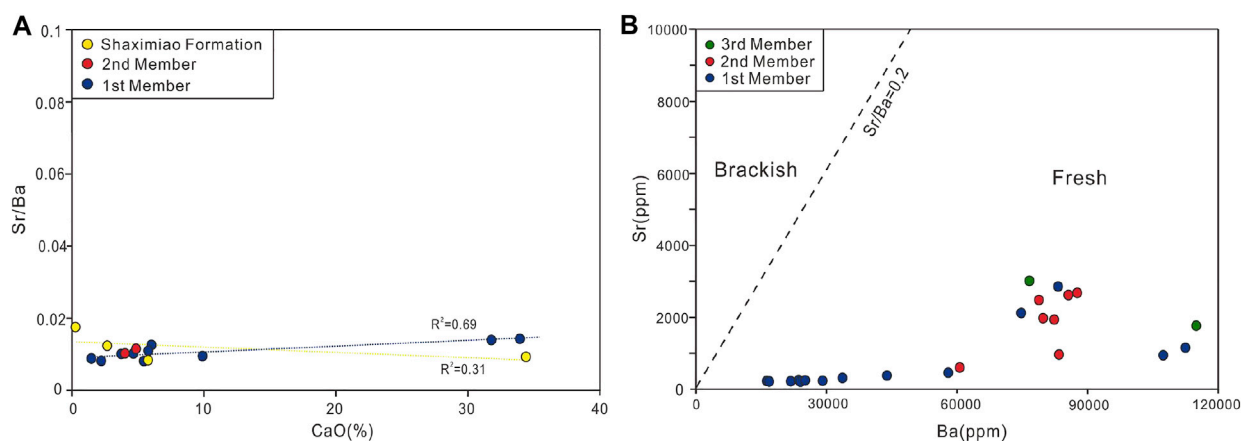 A
Sr/Ba
0.1
0.08
0.06
0.04
0.02
0
Shaximiao Formation
2nd Member
1st Member
R²=0.69
R²=0.31
0
10
20
30
40
CaO(%)
B
Sr(ppm)
10000
8000
6000
4000
2000
0
3rd Member
2nd Member
1st Member
Sr/Ba=0.2
Brackish
Fresh
0
30000
60000
90000
120000
Ba(ppm)